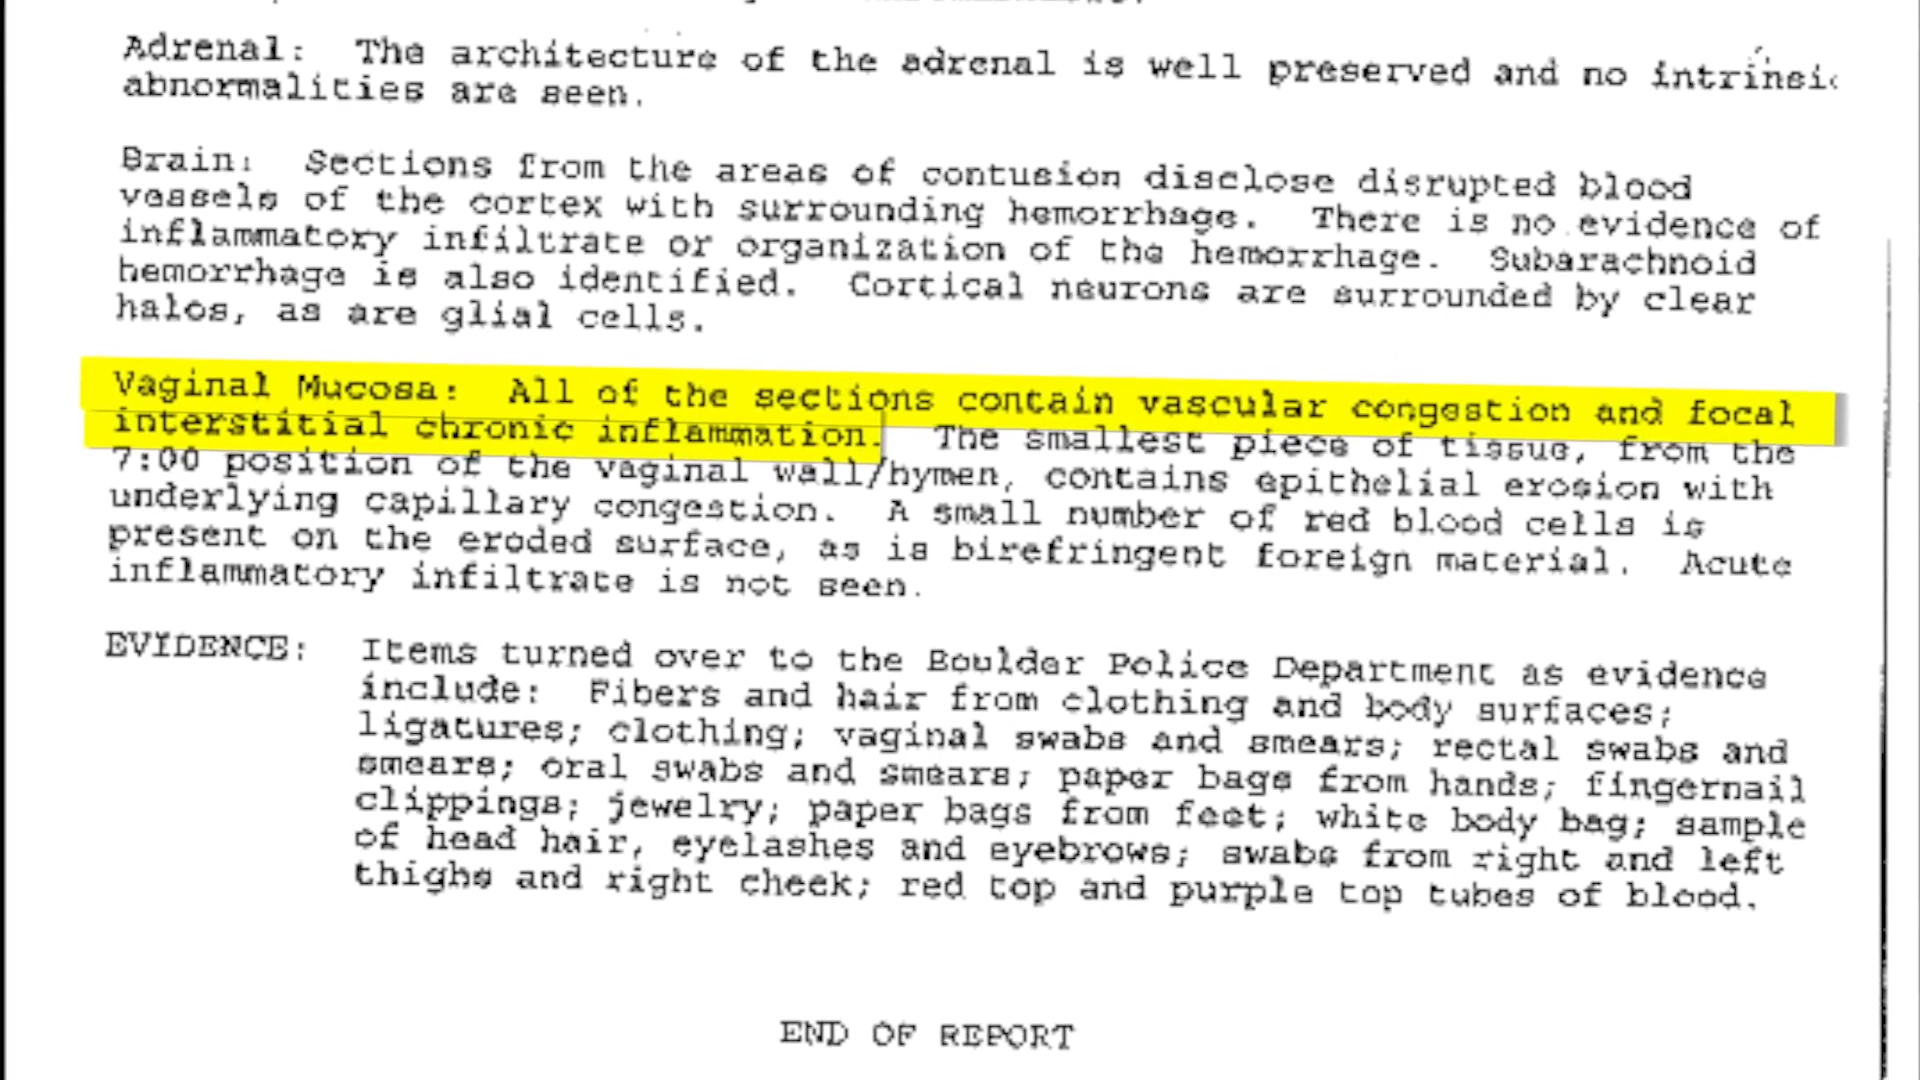 Adrenal: The architecture of the adrenal is well preserved and no intrinsic
abnormalities are seen.
Brain: Sections from the areas of contusion disclose disrupted blood
vessels of the cortex with surrounding hemorrhage. There is no evidence of
inflammatory infiltrate or organization of the hemorrhage. Subarachnoid
hemorrhage is also identified. Cortical neurons are surrounded by clear
halos, as are glial cells.
Vaginal Mucosa: All of the sections contain vascular congestion and focal
interstitial chronic inflammation. The smallest piece of tissue, from the
7:00 position of the vaginal wall/hymen, contains epithelial erosion with
underlying capillary congestion. A small number of red blood cells is
present on the eroded surface, as is birefringent foreign material. Acute
inflammatory infiltrate is not seen.
EVIDENCE: Items turned over to the Boulder Police Department as evidence
include: Fibers and hair from clothing and body surfaces;
ligatures; clothing; vaginal swabs and smears; rectal swabs and
smears; oral swabs and smears; paper bags from hands; fingernail
clippings; jewelry; paper bags from feet; white body bag; sample
of head hair, eyelashes and eyebrows; swabs from right and left
thighs and right cheek; red top and purple top tubes of blood.
END OF REPORT